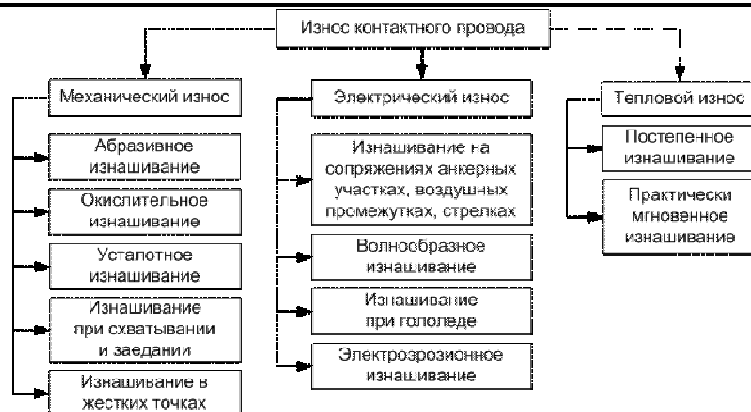 Износ контактного провода
Механический износ
Абразивное
изнашивание
Окислительное
изнашивание
Усталотное
изнашивание
Изнашивание
при схватывании
и заедании
Изнашивание в
жестких точках
Электрический износ
Изнашивание на
сопряжениях анкерных
участках, воздушных
промежутках, стрелках
Волнообразное
изнашивание
Изнашивание
при гололеде
Электроэрозионное
изнашивание
Тепловой износ
Постепенное
изнашивание
Практически
мгновенное
изнашивание